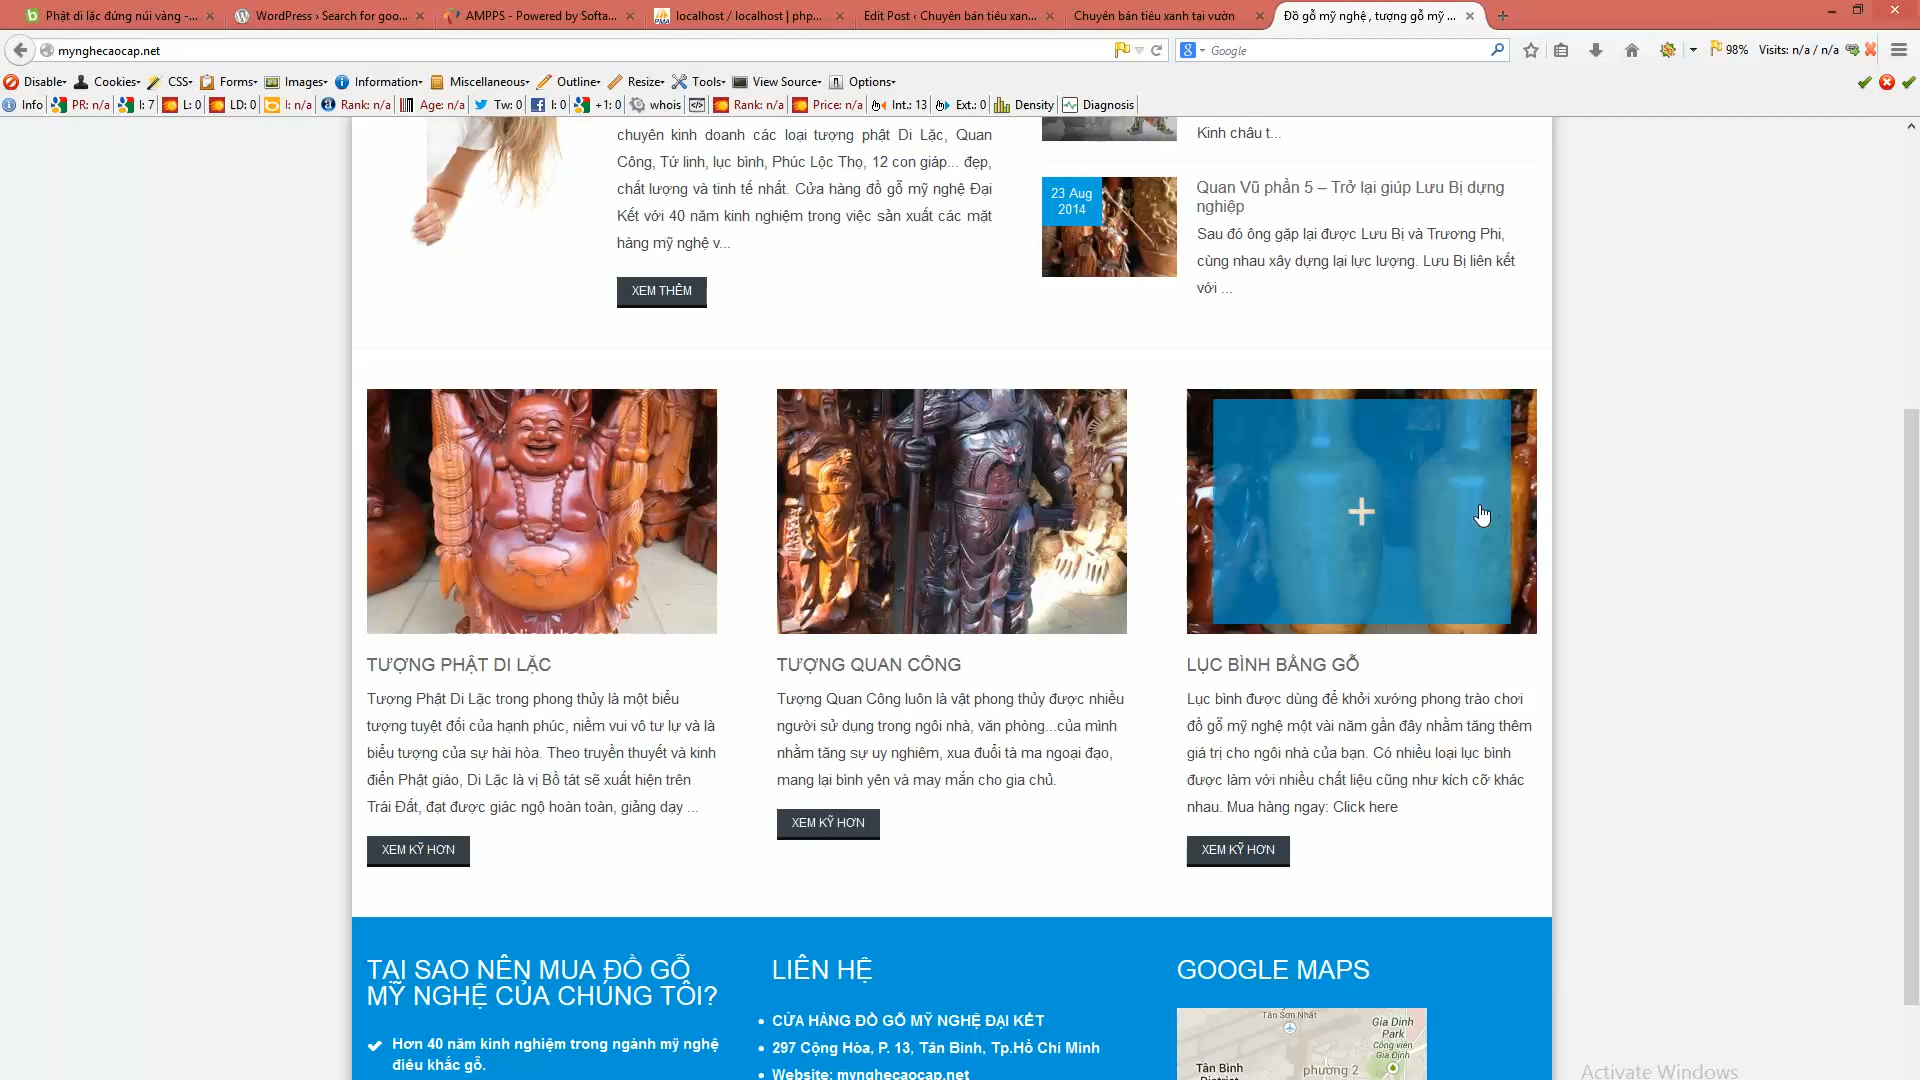 Phật di lặc đứng núi vàng -...
WordPress › Search for goo...
AMPPS - Powered by Softa...
localhost / localhost | php...
Edit Post ‹ Chuyên bán tiêu xan...
Chuyên bán tiêu xanh tại vườn
Đồ gỗ mỹ nghệ , tượng gỗ mỹ ...
mynghecaocap.net
Google
98%
Visits: n/a / n/a
Disable Cookies CSS Forms Images Information Miscellaneous Outline Resize Tools View Source Options
Info PR: n/a I: 7 L: 0 LD: 0 I: n/a Rank: n/a Age: n/a Tw: 0 I: 0 +1: 0 whois Rank: n/a Price: n/a Int.: 13 Ext.: 0 Density Diagnosis
chuyên kinh doanh các loại tượng phật Di Lặc, Quan
Công, Tứ linh, lục bình, Phúc Lộc Thọ, 12 con giáp... đẹp,
chất lượng và tinh tế nhất. Cửa hàng đồ gỗ mỹ nghệ Đại
Kết với 40 năm kinh nghiệm trong việc sản xuất các mặt
hàng mỹ nghệ v...
XEM THÊM
Kinh châu t...
23 Aug
2014
Quan Vũ phần 5 – Trở lại giúp Lưu Bị dựng
nghiệp
Sau đó ông gặp lại được Lưu Bị và Trương Phi,
cùng nhau xây dựng lại lực lượng. Lưu Bị liên kết
với ...
TƯỢNG PHẬT DI LẶC
Tượng Phật Di Lặc trong phong thủy là một biểu
tượng tuyệt đối của hạnh phúc, niềm vui vô tư lự và là
biểu tượng của sự hài hòa. Theo truyền thuyết và kinh
điển Phật giáo, Di Lặc là vị Bồ tát sẽ xuất hiện trên
Trái Đất, đạt được giác ngộ hoàn toàn, giảng dạy ...
XEM KỸ HƠN
TƯỢNG QUAN CÔNG
Tượng Quan Công luôn là vật phong thủy được nhiều
người sử dụng trong ngôi nhà, văn phòng...của mình
nhằm tăng sự uy nghiêm, xua đuổi tà ma ngoại đạo,
mang lại bình yên và may mắn cho gia chủ.
XEM KỸ HƠN
LỤC BÌNH BẰNG GỖ
Lục bình được dùng để khởi xướng phong trào chơi
đồ gỗ mỹ nghệ một vài năm gần đây nhằm tăng thêm
giá trị cho ngôi nhà của bạn. Có nhiều loại lục bình
được làm với nhiều chất liệu cũng như kích cỡ khác
nhau. Mua hàng ngay: Click here
XEM KỸ HƠN
TẠI SAO NÊN MUA ĐỒ GỖ
MỸ NGHỆ CỦA CHÚNG TÔI?
Hơn 40 năm kinh nghiệm trong ngành mỹ nghệ
điêu khắc gỗ.
LIÊN HỆ
CỬA HÀNG ĐỒ GỖ MỸ NGHỆ ĐẠI KẾT
297 Cộng Hòa, P. 13, Tân Bình, Tp.Hồ Chí Minh
Website: mynghecaocap.net
GOOGLE MAPS
Tân Sơn Nhất
Gia Dinh
Park
Công viên
Gia Định
Tân Bình
phường 2
Activate Windows